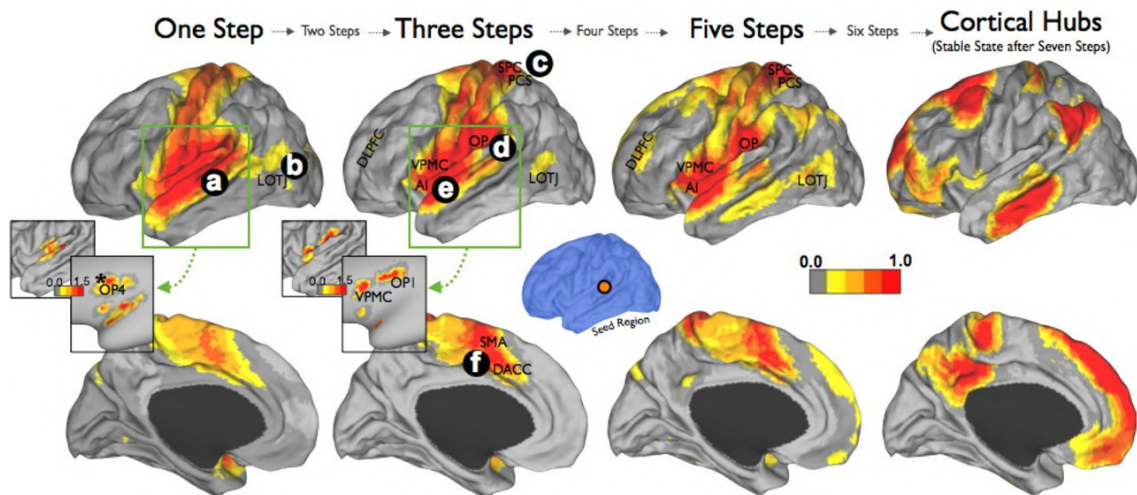 One Step
Two Steps
Three Steps
Four Steps
Five Steps
Six Steps
Cortical Hubs
(Stable State after Seven Steps)
a
b
LOTJ
SPC
PCS
c
DLPFC
OP
d
VPMC
AI
e
LOTJ
SPC
PCS
DLPFC
VPMC
OP
AI
LOTJ
0.0 1.5
*
OP4
0.0 1.5
OP1
VPMC
Seed Region
0.0 1.0
SMA
f
DACC